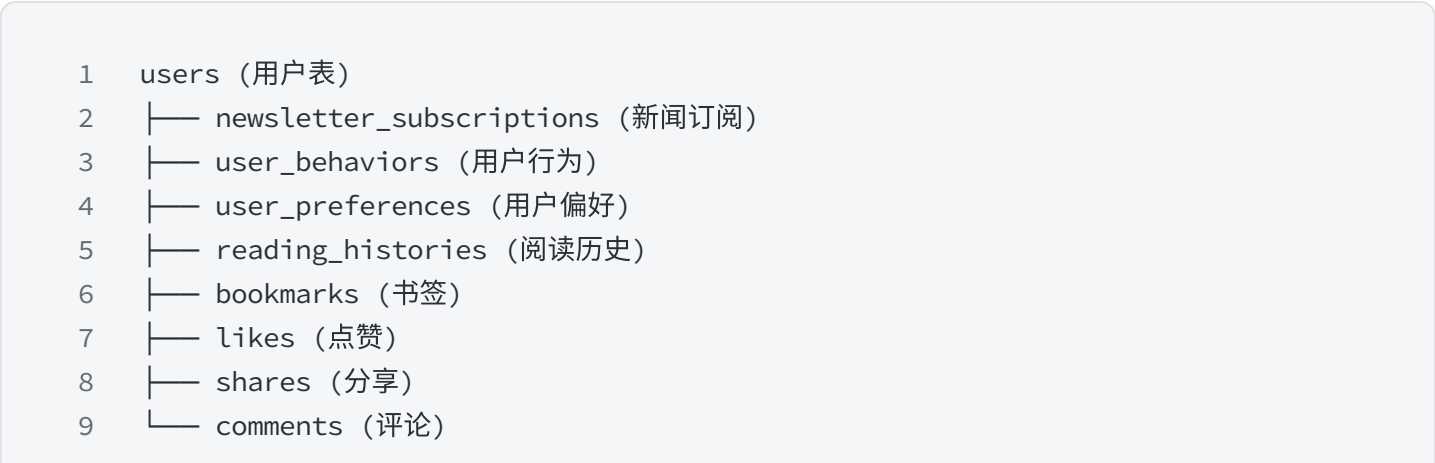 1 users (用户表)
2 ├── newsletter_subscriptions (新闻订阅)
3 ├── user_behaviors (用户行为)
4 ├── user_preferences (用户偏好)
5 ├── reading_histories (阅读历史)
6 ├── bookmarks (书签)
7 ├── likes (点赞)
8 ├── shares (分享)
9 └── comments (评论)